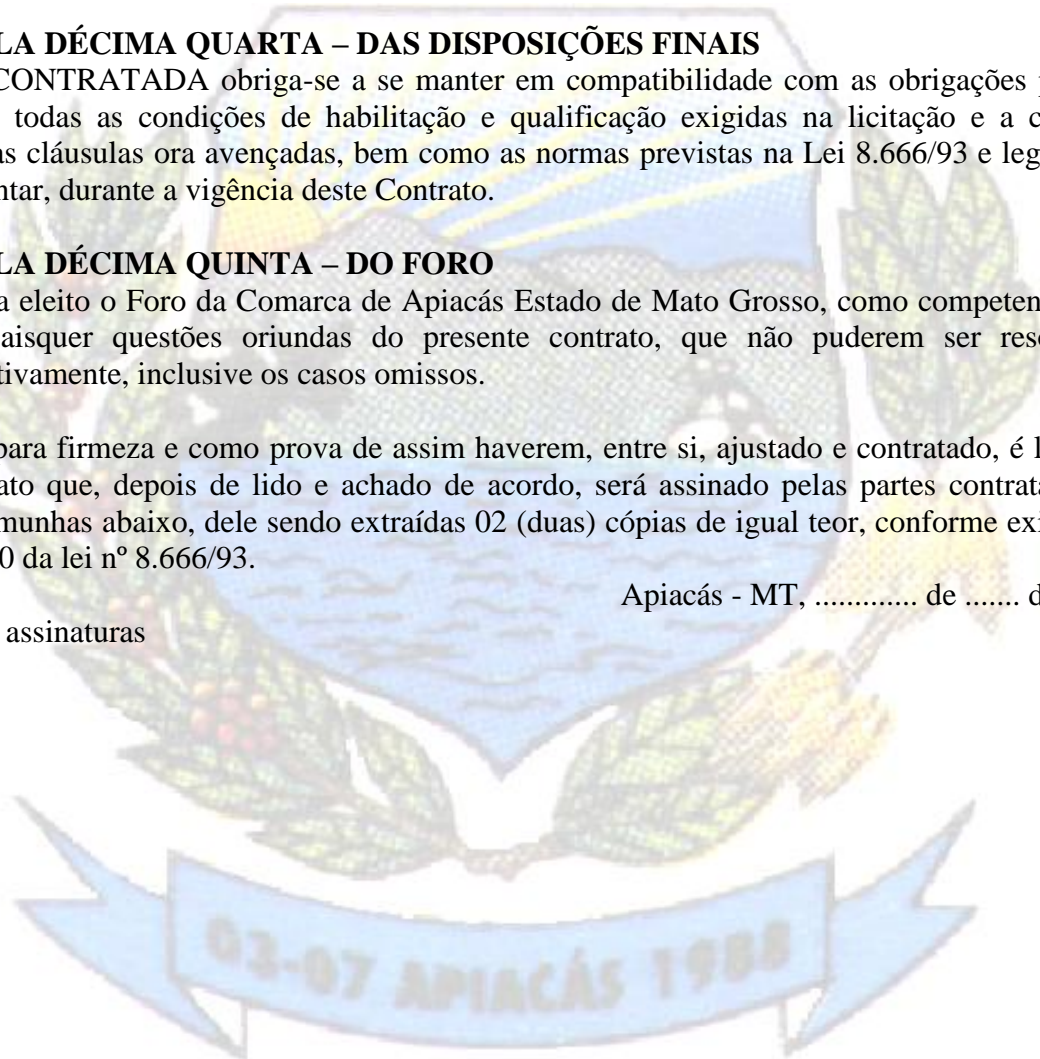 LA DÉCIMA QUARTA – DAS DISPOSIÇÕES FINAIS
CONTRATADA obriga-se a se manter em compatibilidade com as obrigações
todas as condições de habilitação e qualificação exigidas na licitação e a
as cláusulas ora avençadas, bem como as normas previstas na Lei 8.666/93 e leg
ntar, durante a vigência deste Contrato.
LA DÉCIMA QUINTA – DO FORO
a eleito o Foro da Comarca de Apiacás Estado de Mato Grosso, como competen
aisquer questões oriundas do presente contrato, que não puderem ser res
tivamente, inclusive os casos omissos.
para firmeza e como prova de assim haverem, entre si, ajustado e contratado, é l
ato que, depois de lido e achado de acordo, será assinado pelas partes contrata
munhas abaixo, dele sendo extraídas 02 (duas) cópias de igual teor, conforme exi
0 da lei nº 8.666/93.
Apiacás - MT, ............. de ....... d
assinaturas
03-07 APIACÁS 1988